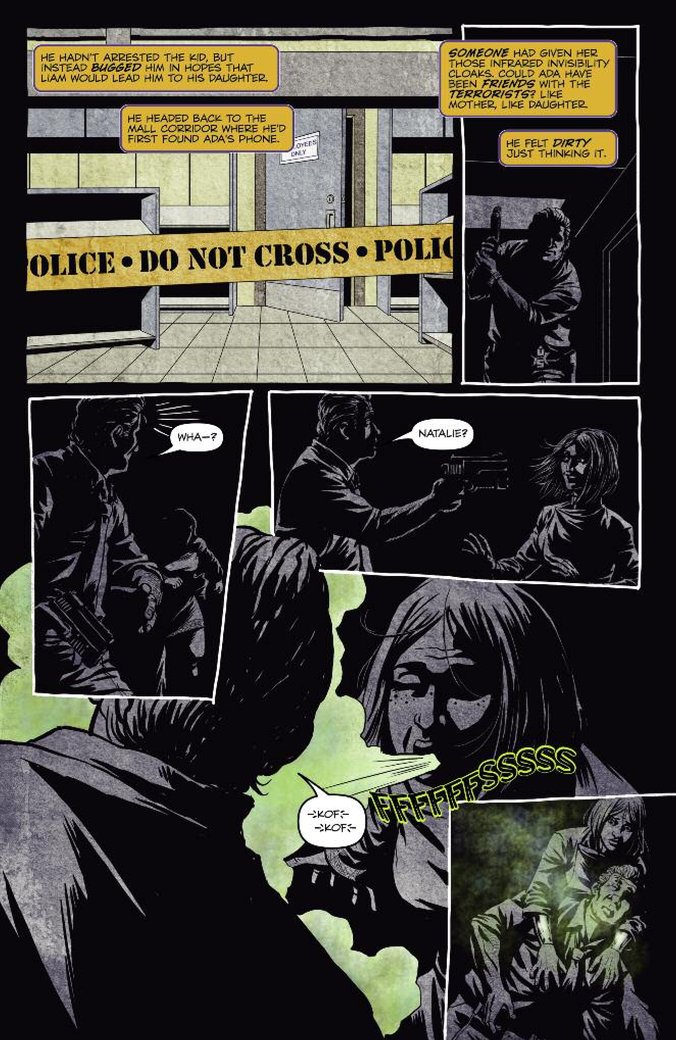 HE HADN'T ARRESTED THE KID, BUT
INSTEAD BUGGED HIM IN HOPES THAT
LIAM WOULD LEAD HIM TO HIS DAUGHTER.
HE HEADED BACK TO THE
MALL CORRIDOR WHERE HE'D
FIRST FOUND ADA'S PHONE.
ONLY
POLICE • DO NOT CROSS • POLIC
SOMEONE HAD GIVEN HER
THOSE INFRARED INVISIBILITY
CLOAKS. COULD ADA HAVE
BEEN FRIENDS WITH THE
TERRORISTS? LIKE
MOTHER, LIKE DAUGHTER.
HE FELT DIRTY
JUST THINKING IT.
WHA—?
NATALIE?
FFFFFFSSSSS
-KOF-
-KOF-